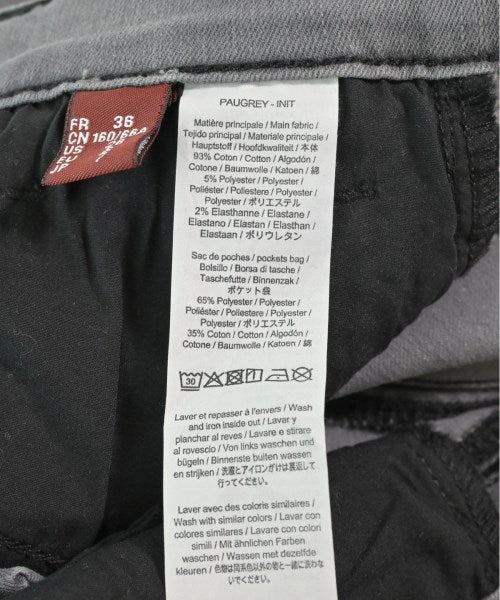 FR 36
CN 160/66A
US
EU
JP
PAUGREY - INIT
Matière principale / Main fabric /
Tejido principal / Materiale principale /
Hauptstoff / Hoofdkwaliteit / 本体
93% Coton / Cotton / Algodón /
Cotone / Baumwolle / Katoen / 綿
5% Polyester / Polyester /
Poliéster / Poliestere / Polyester /
Polyester / ポリエステル
2% Elasthanne / Elastane /
Elastano / Elastan / Elasthan /
Elastaan / ポリウレタン
Sac de poches / pockets bag /
Bolsillo / Borsa di tasche /
Taschefutter / Binnenzak /
ポケット袋
65% Polyester / Polyester /
Poliéster / Poliestere / Polyester /
Polyester / ポリエステル
35% Coton / Cotton / Algodón /
Cotone / Baumwolle / Katoen / 綿
30
Laver et repasser à l'envers / Wash
and iron inside out / Lavar y
planchar al reves / Lavare e stirare
al rovescio / Von links waschen und
bügeln / Binnenste buiten wassen
en strijken / 洗濯とアイロンがけは裏返して
行ってください。
Laver avec des coloris similaires /
Wash with similar colors / Lavar con
colores similares / Lavare con colori
simili / Mit ähnlichen Farben
waschen / Wassen met dezelfde
kleuren / 色物は同系色以外の物と一緒に洗わな
いでください。